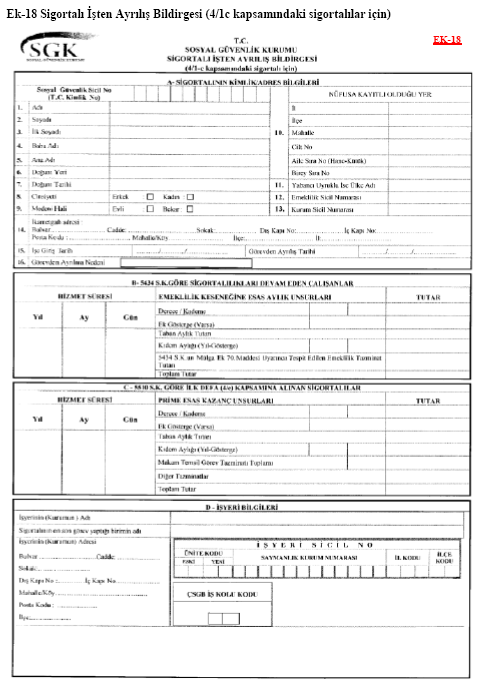 Ek-18 Sigortalı İşten Ayrılış Bildirgesi (4/1c kapsamındaki sigortalılar için)
SGK
T.C.
SOSYAL GÜVENLİK KURUMU
SİGORTALI İŞTEN AYRILIŞ BİLDİRGESİ
(4/1-c kapsamındaki sigortalı için)
EK-18
A- SİGORTALININ KİMLİK/ADRES BİLGİLERİ
Sosyal Güvenlik Sicil No
(T.C. Kimlik No)
NÜFUSA KAYITLI OLDUĞU YER
1. Adı
2. Soyadı
3. İlk Soyadı
4. Baba Adı
5. Ana Adı
6. Doğum Yeri
7. Doğum Tarihi
8. Cinsiyeti Erkek Kadın
9. Medeni Hali Evli Bekar
10. İl
İlçe
Mahalle
Cilt No
Aile Sıra No (Hane-Kütük)
Birey Sıra No
11. Yabancı Uyruklu İse Ülke Adı
12. Emeklilik Sicil Numarası
13. Kurum Sicil Numarası
14. İkametgah adresi :
Bulvar Cadde: Sokak: Dış Kapı No: İç Kapı No:
Posta Kodu : Mahalle/Köy İlçe: İl:
15. İşe Giriş Tarihi ....../....../...... Görevden Ayrılış Tarihi ....../....../......
16. Görevden Ayrılma Nedeni
B- 5434 S.K.GÖRE SİGORTALILIKLARI DEVAM EDEN ÇALIŞANLAR
HİZMET SÜRESİ EMEKLİLİK KESENEĞİNE ESAS AYLIK UNSURLARI TUTAR
Yıl Ay Gün
Derece / Kademe
Ek Gösterge (Varsa)
Taban Aylık Tutarı
Kıdem Aylığı (Yıl-Gösterge)
5434 S.K.un Mülga Ek 70.Maddesi Uyarınca Tespit Edilen Emeklilik Tazminat
Tutarı
Toplam Tutar
C - 5510 S.K. GÖRE İLK DEFA (4/c) KAPSAMINA ALINAN SİGORTALILAR
HİZMET SÜRESİ PRİME ESAS KAZANÇ UNSURLARI TUTAR
Yıl Ay Gün
Derece / Kademe
Ek Gösterge (Varsa)
Taban Aylık Tutarı
Kıdem Aylığı (Yıl-Gösterge)
Makam Temsil Görev Tazminatı Toplamı
Diğer Tazminatlar
Toplam Tutar
D - İŞYERİ BİLGİLERİ
İşyerinin (Kurumun ) Adı
Sigortalının en son görev yaptığı birimin adı
İşyerinin (Kurumun) Adresi
Bulvar Cadde:
Sokak:
Dış Kapı No : İç Kapı No
Mahalle/Köy
Posta Kodu :
İlçe:
İŞYERİ SİCİL NO
ÜNİTE KODU SAYMANLIK KURUM NUMARASI İL KODU İLÇE KODU
ESKİ YENİ
ÇSGB İŞ KOLU KODU